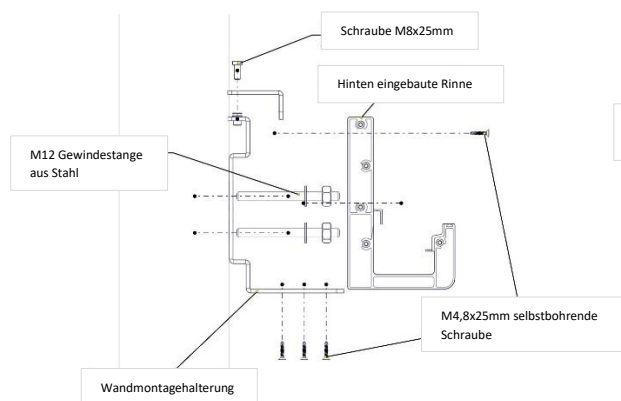 Schraube M8x25mm
Hinten eingebaute Rinne
M12 Gewindestange
aus Stahl
M4,8x25mm selbstbohrende
Schraube
Wandmontagehalterung